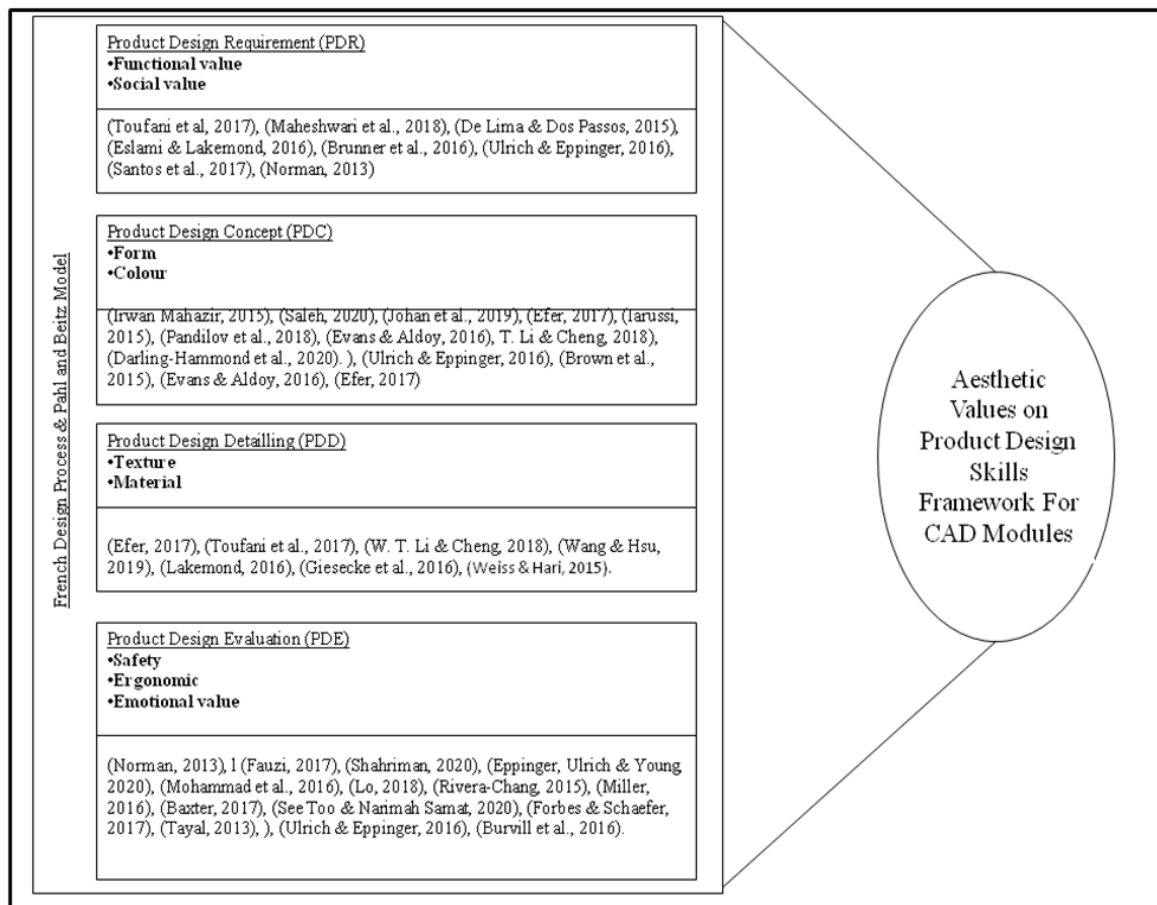 French Design Process & Pahl and Beitz Model
Product Design Requirement (PDR)
•Functional value
•Social value
(Toufani et al, 2017), (Maheshwari et al., 2018), (De Lima & Dos Passos, 2015),
(Eslami & Lakemond, 2016), (Brunner et al., 2016), (Ulrich & Eppinger, 2016),
(Santos et al., 2017), (Norman, 2013)
Product Design Concept (PDC)
•Form
•Colour
(Irwan Mahazir, 2015), (Saleh, 2020), (Johan et al., 2019), (Efer, 2017), (Iarussi,
2015), (Pandilov et al., 2018), (Evans & Aldoy, 2016), T. Li & Cheng, 2018),
(Darling-Hammond et al., 2020). ), (Ulrich & Eppinger, 2016), (Brown et al.,
2015), (Evans & Aldoy, 2016), (Efer, 2017)
Product Design Detailling (PDD)
•Texture
•Material
(Efer, 2017), (Toufani et al., 2017), (W. T. Li & Cheng, 2018), (Wang & Hsu,
2019), (Lakemond, 2016), (Giesecke et al., 2016), (Weiss & Hari, 2015).
Product Design Evaluation (PDE)
•Safety
•Ergonomic
•Emotional value
(Norman, 2013), l (Fauzi, 2017), (Shahriman, 2020), (Eppinger, Ulrich & Young,
2020), (Mohammad et al., 2016), (Lo, 2018), (Rivera-Chang, 2015), (Miller,
2016), (Baxter, 2017), (See Too & Narimah Samat, 2020), (Forbes & Schaefer,
2017), (Tayal, 2013), ), (Ulrich & Eppinger, 2016), (Burvill et al., 2016).
Aesthetic
Values on
Product Design
Skills
Framework For
CAD Modules